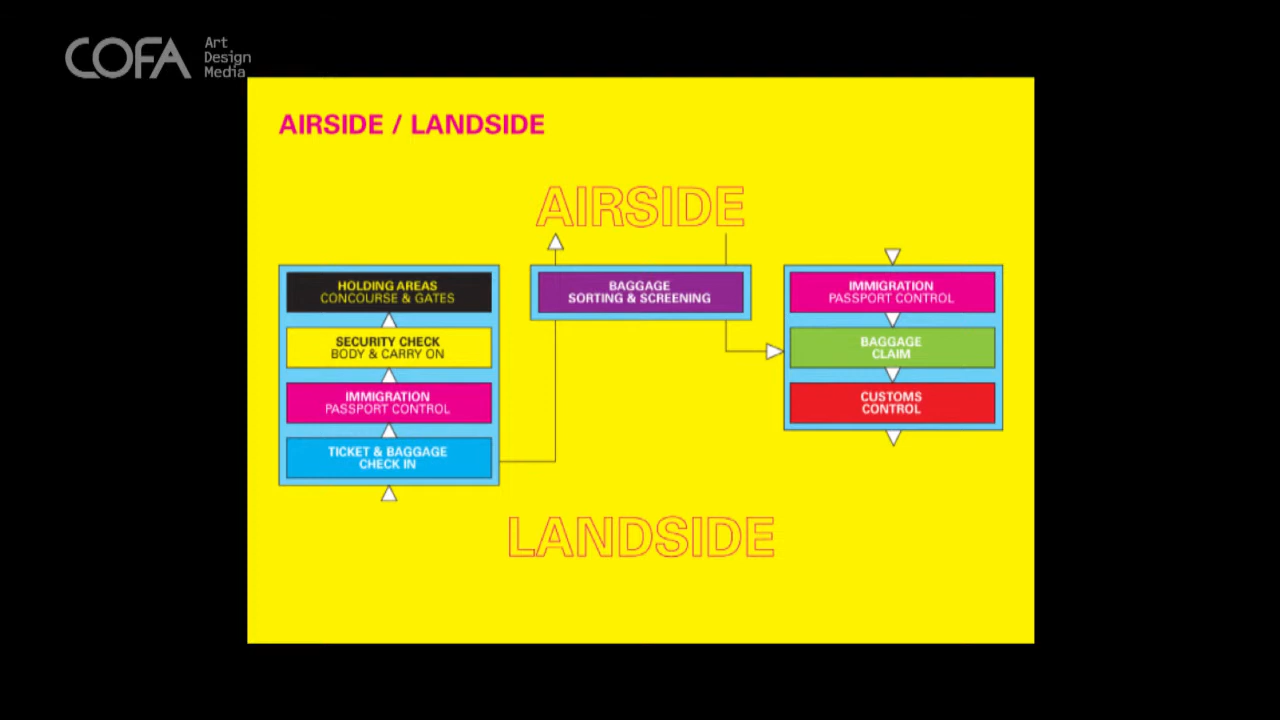 COFA
Art
Design
Media
AIRSIDE / LANDSIDE
AIRSIDE
HOLDING AREAS
CONCOURSE & GATES
SECURITY CHECK
BODY & CARRY ON
IMMIGRATION
PASSPORT CONTROL
TICKET & BAGGAGE
CHECK IN
BAGGAGE
SORTING & SCREENING
IMMIGRATION
PASSPORT CONTROL
BAGGAGE
CLAIM
CUSTOMS
CONTROL
LANDSIDE